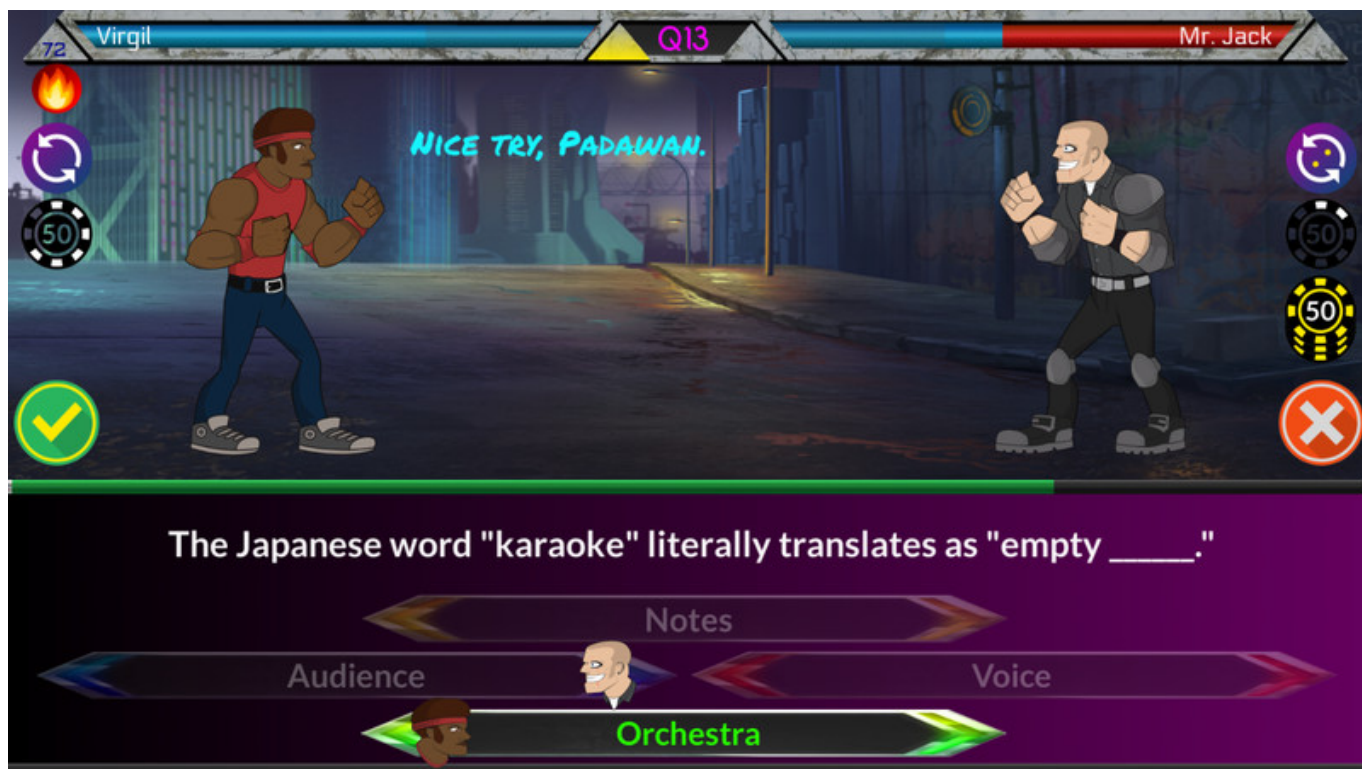 Virgil
Q13
Mr. Jack
72
NICE TRY, PADAWAN.
50
50
50
The Japanese word "karaoke" literally translates as "empty _____."
Notes
Audience
Voice
Orchestra